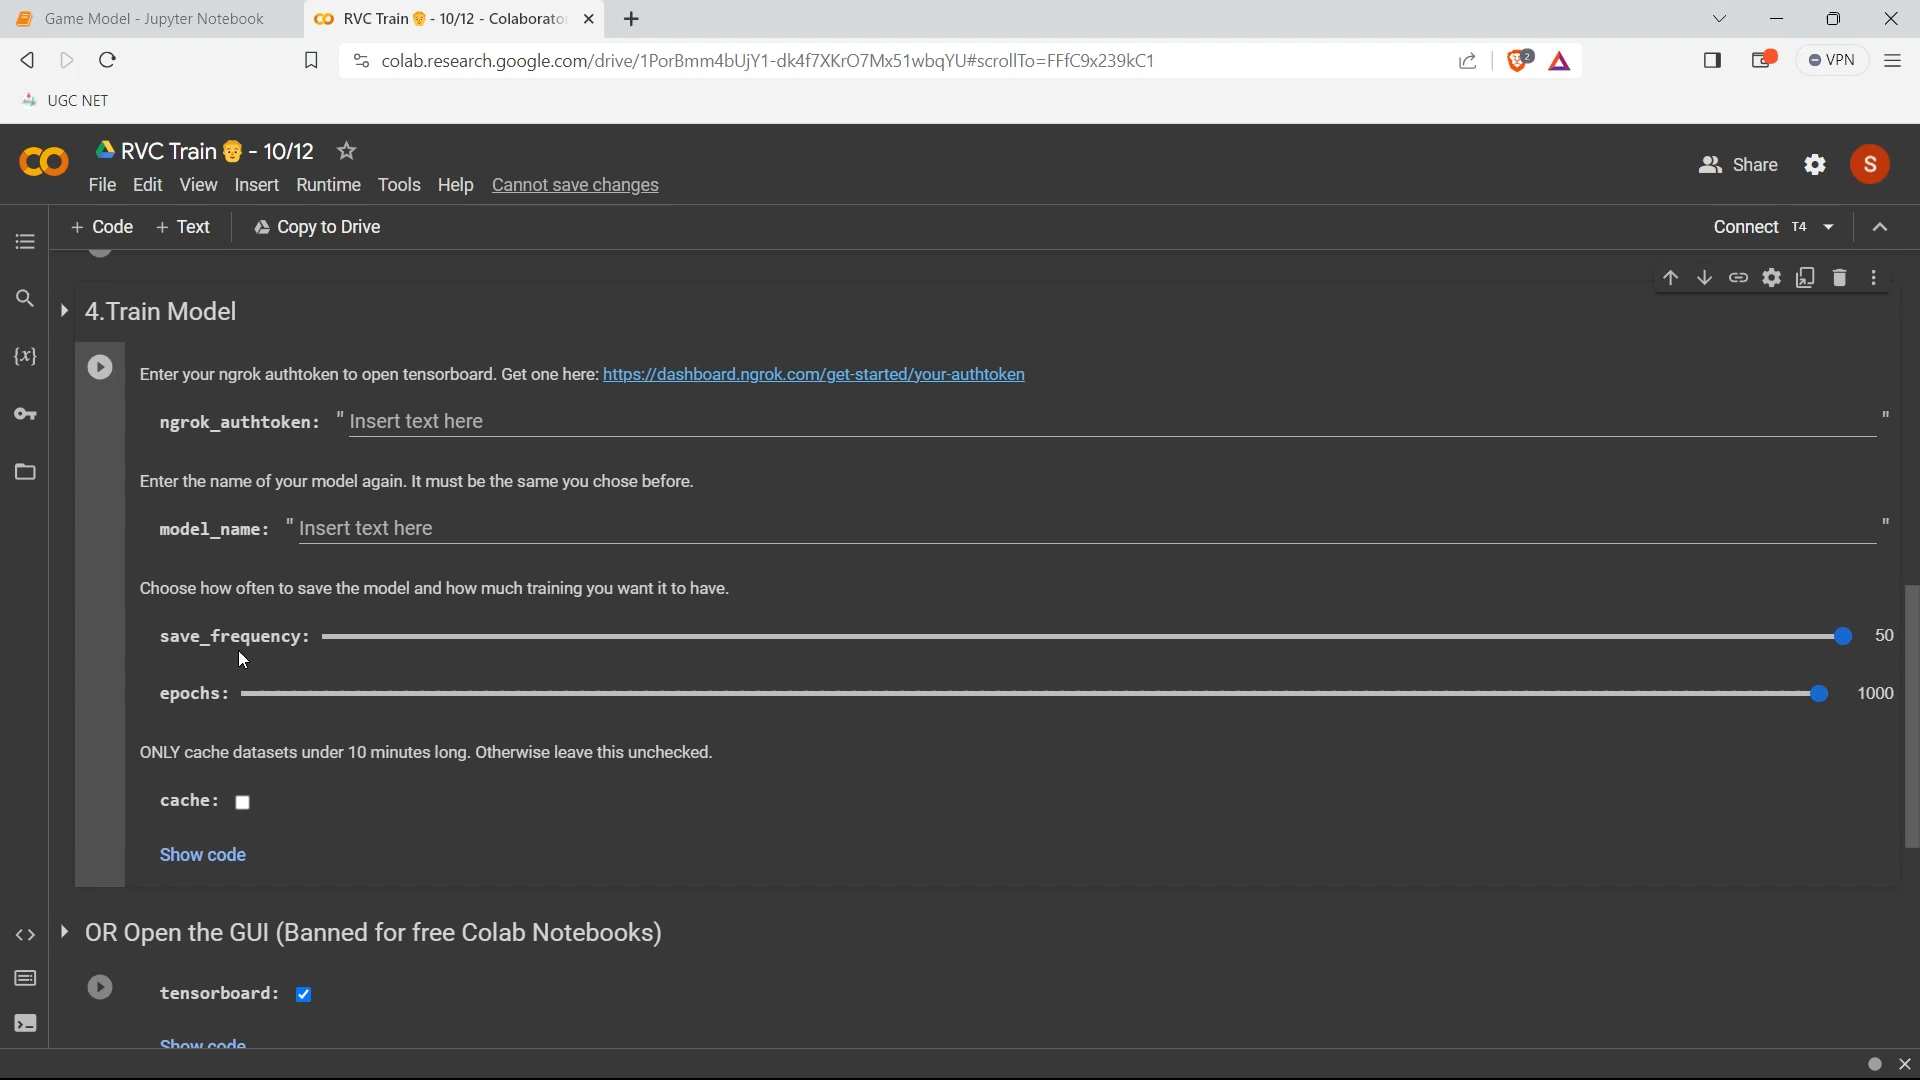 Game Model - Jupyter Notebook
RVC Train 👨‍🦳 - 10/12 - Colaborato
colab.research.google.com/drive/1PorBmm4bUjY1-dk4f7XKrO7Mx51wbqYU#scrollTo=FFfC9x239kC1
2
VPN
UGC NET
RVC Train 👨‍🦳 - 10/12
Share
S
File Edit View Insert Runtime Tools Help Cannot save changes
+ Code + Text Copy to Drive
Connect T4
4.Train Model
{x}
Enter your ngrok authtoken to open tensorboard. Get one here: https://dashboard.ngrok.com/get-started/your-authtoken
ngrok_authtoken: " Insert text here "
Enter the name of your model again. It must be the same you chose before.
model_name: " Insert text here "
Choose how often to save the model and how much training you want it to have.
save_frequency: 50
epochs: 1000
ONLY cache datasets under 10 minutes long. Otherwise leave this unchecked.
cache:
Show code
OR Open the GUI (Banned for free Colab Notebooks)
tensorboard:
Show code